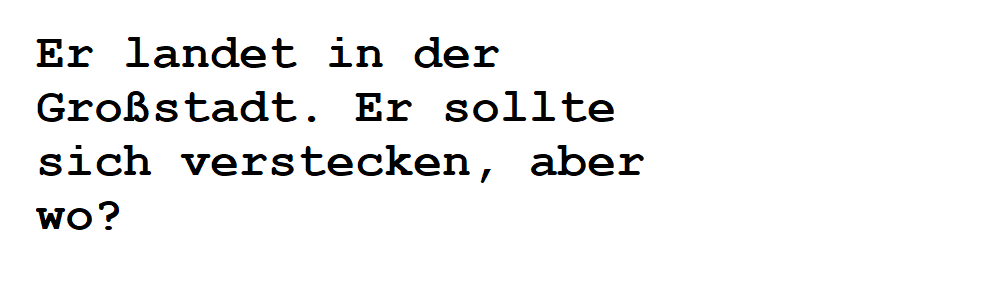 Er landet in der
Großstadt. Er sollte
sich verstecken, aber
wo?